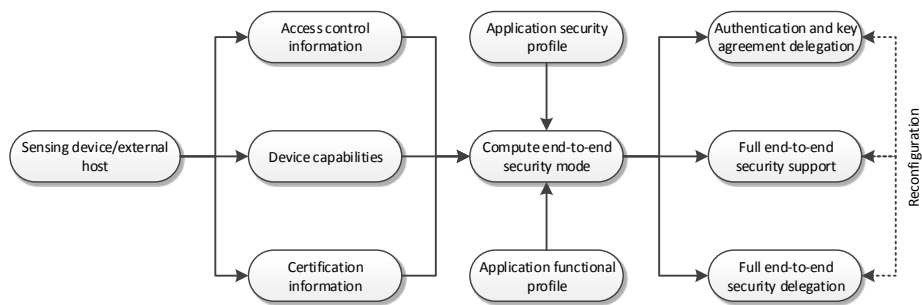 Sensing device/external
host
Access control
information
Device capabilities
Certification
information
Application security
profile
Compute end-to-end
security mode
Application functional
profile
Authentication and key
agreement delegation
Full end-to-end
security support
Full end-to-end
security delegation
Reconfiguration